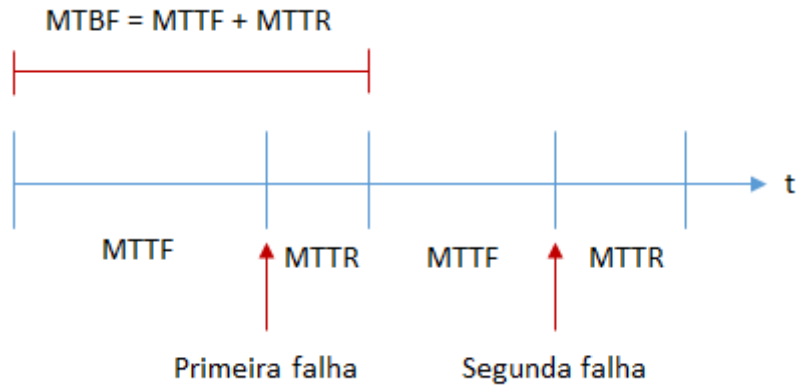 MTBF = MTTF + MTTR
t
MTTF
MTTR
MTTF
MTTR
Primeira falha
Segunda falha